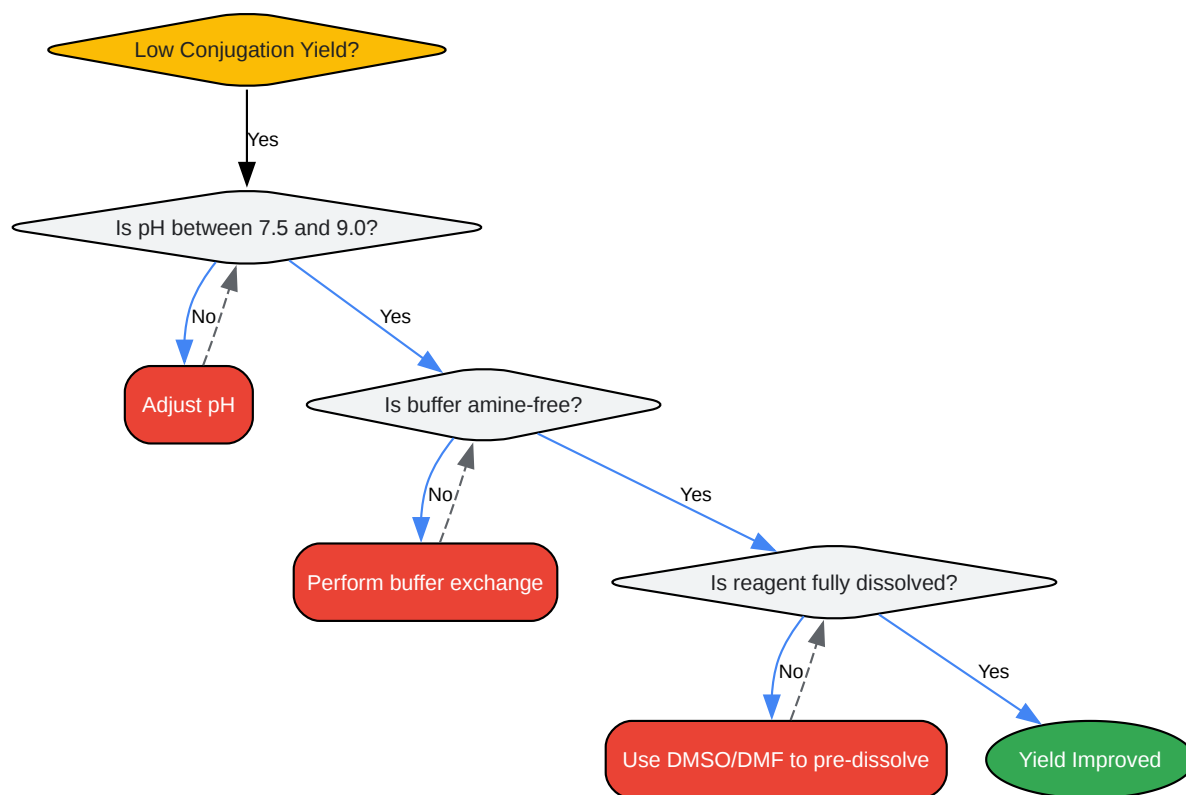 Low Conjugation Yield?
Yes
Is pH between 7.5 and 9.0?
No
Yes
Adjust pH
Is buffer amine-free?
No
Yes
Perform buffer exchange
Is reagent fully dissolved?
No
Yes
Use DMSO/DMF to pre-dissolve
Yield Improved